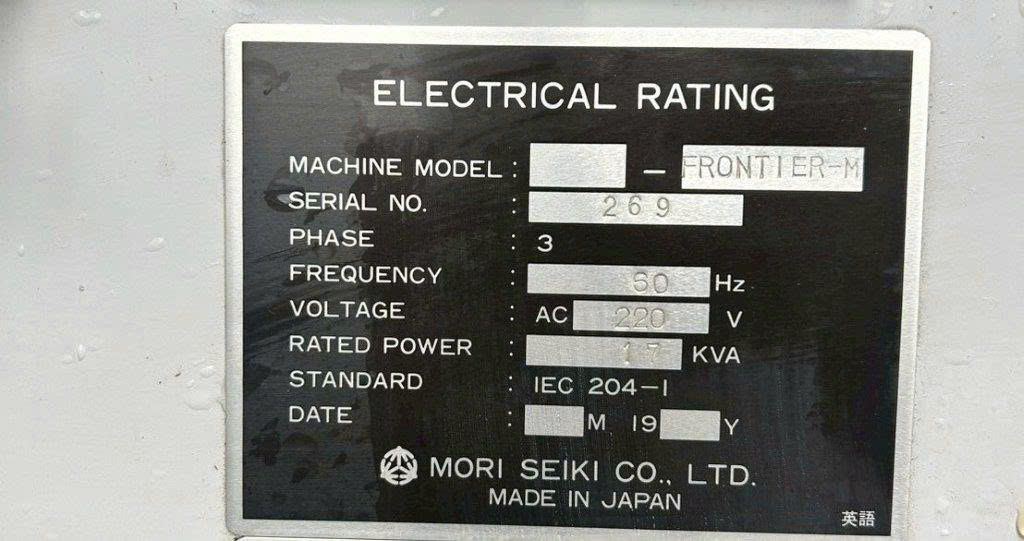 ELECTRICAL RATING
MACHINE MODEL : — FRONTIER-M
SERIAL NO. : 269
PHASE : 3
FREQUENCY : 60 Hz
VOLTAGE : AC 220 V
RATED POWER : 17 KVA
STANDARD : IEC 204-1
DATE : M 19 Y
MORI SEIKI CO., LTD.
MADE IN JAPAN
英語